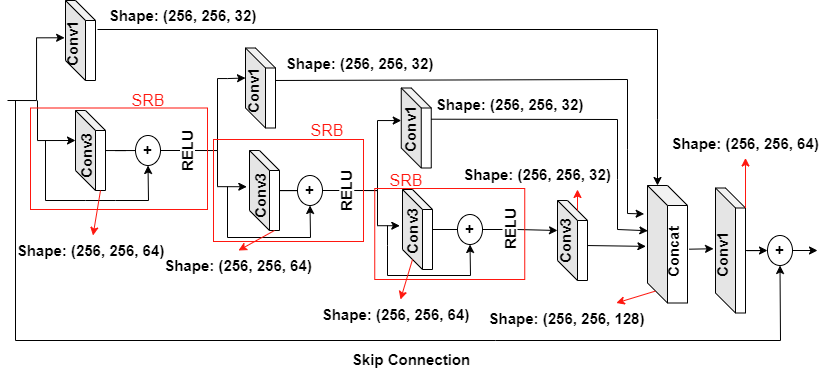 Shape: (256, 256, 32)
Conv1
Shape: (256, 256, 32)
Conv1
SRB
Shape: (256, 256, 32)
Conv1
SRB
Conv3
+
RELU
Shape: (256, 256, 64)
Conv3
+
RELU
SRB
Shape: (256, 256, 32)
Conv3
+
RELU
Conv3
Concat
Conv1
+
Shape: (256, 256, 64)
Shape: (256, 256, 64)
Shape: (256, 256, 64)
Shape: (256, 256, 128)
Skip Connection